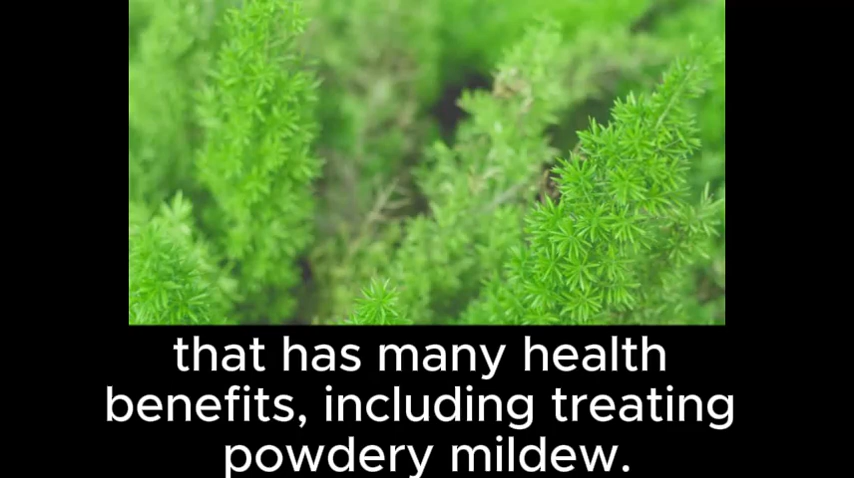 that has many health
benefits, including treating
powdery mildew.